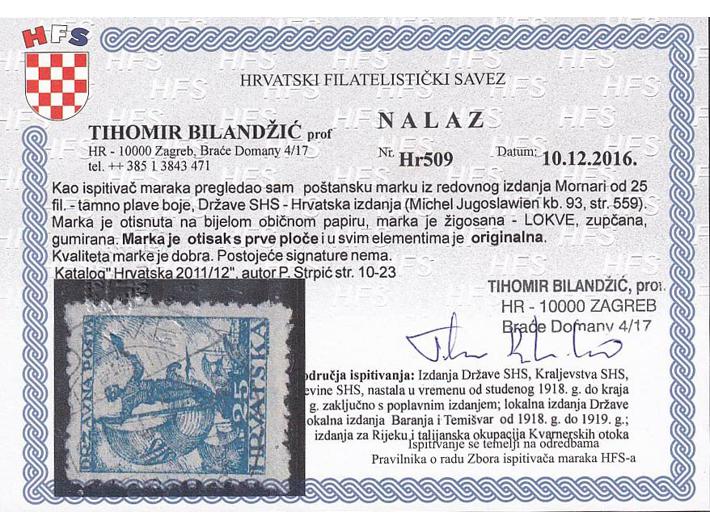 HFS
HRVATSKI FILATELISTIČKI SAVEZ
TIHOMIR BILANDŽIĆ prof
HR - 10000 Zagreb, Braće Domany 4/17
tel. ++ 385 1 3843 471
NALAZ
Nr. Hr509 Datum: 10.12.2016.
Kao ispitivač maraka pregledao sam poštansku marku iz redovnog izdanja Mornari od 25
fil. - tamno plave boje, Države SHS - Hrvatska izdanja (Michel Jugoslawien kb. 93, str. 559).
Marka je otisnuta na bijelom običnom papiru, marka je žigosana - LOKVE, zupčana,
gumirana. Marka je otisak s prve ploče i u svim elementima je originalna.
Kvaliteta marke je dobra. Postojeće signature nema.
Katalog" Hrvatska 2011/12", autor P. Strpić str. 10-23
TIHOMIR BILANDŽIĆ, prof.
HR - 10000 ZAGREB
Braće Domany 4/17
odručja ispitivanja: Izdanja Države SHS, Kraljevstva SHS,
evine SHS, nastala u vremenu od studenog 1918. g. do kraja
g. zaključno s poplavnim izdanjem; lokalna izdanja Države
okalna izdanja Baranja i Temišvar od 1918. g. do 1919. g.;
izdanja za Rijeku i talijanska okupacija Kvarnerskih otoka
Ispitivanje se temelji na odredbama
Pravilnika o radu Zbora ispitivača maraka HFS-a
DRŽAVNA POŠTA
25
HRVATSKA